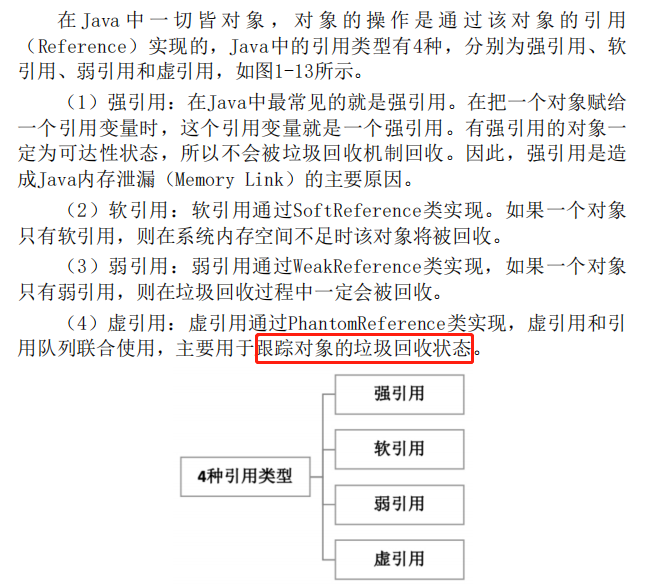 在Java中一切皆对象，对象的操作是通过该对象的引用
（Reference）实现的，Java中的引用类型有4种，分别为强引用、软
引用、弱引用和虚引用，如图1-13所示。
（1）强引用：在Java中最常见的就是强引用。在把一个对象赋给
一个引用变量时，这个引用变量就是一个强引用。有强引用的对象一
定为可达性状态，所以不会被垃圾回收机制回收。因此，强引用是造
成Java内存泄漏（Memory Link）的主要原因。
（2）软引用：软引用通过SoftReference类实现。如果一个对象
只有软引用，则在系统内存空间不足时该对象将被回收。
（3）弱引用：弱引用通过WeakReference类实现，如果一个对象
只有弱引用，则在垃圾回收过程中一定会被回收。
（4）虚引用：虚引用通过PhantomReference类实现，虚引用和引
用队列联合使用，主要用于跟踪对象的垃圾回收状态。
强引用
软引用
4种引用类型
弱引用
虚引用